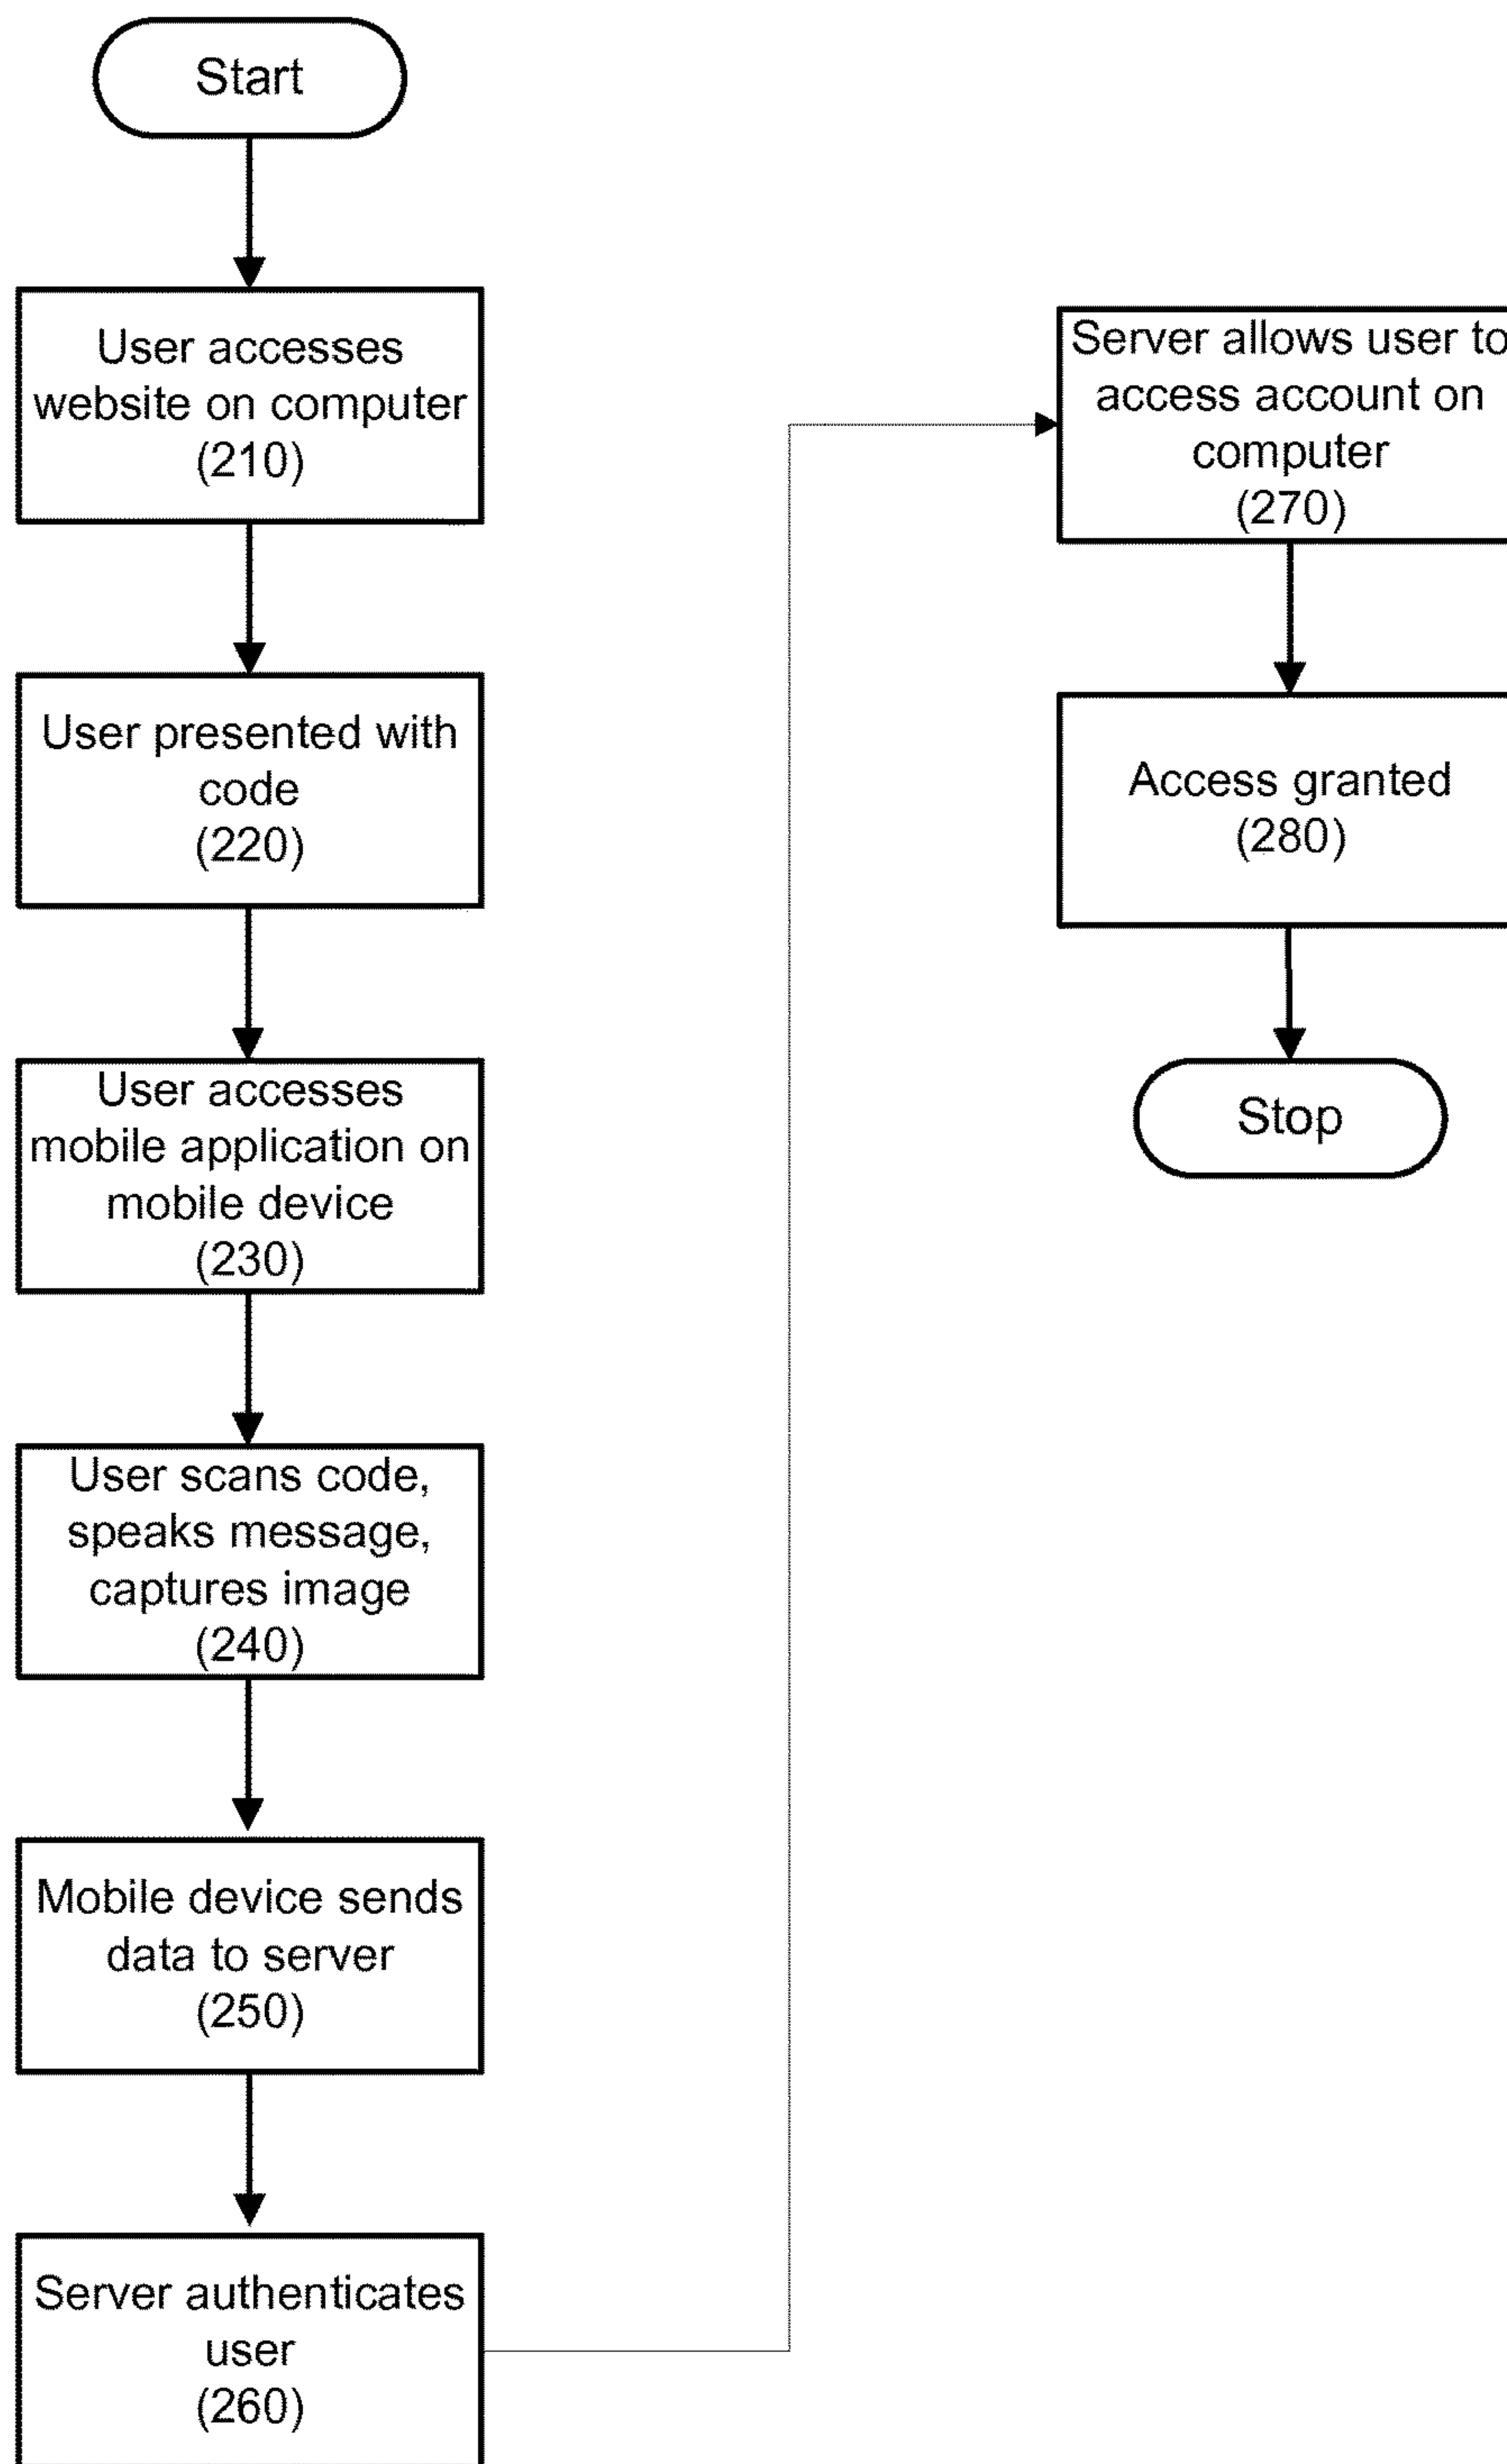 Start
User accesses
website on computer
(210)
User presented with
code
(220)
User accesses
mobile application on
mobile device
(230)
User scans code,
speaks message,
captures image
(240)
Mobile device sends
data to server
(250)
Server authenticates
user
(260)
Server allows user to
access account on
computer
(270)
Access granted
(280)
Stop